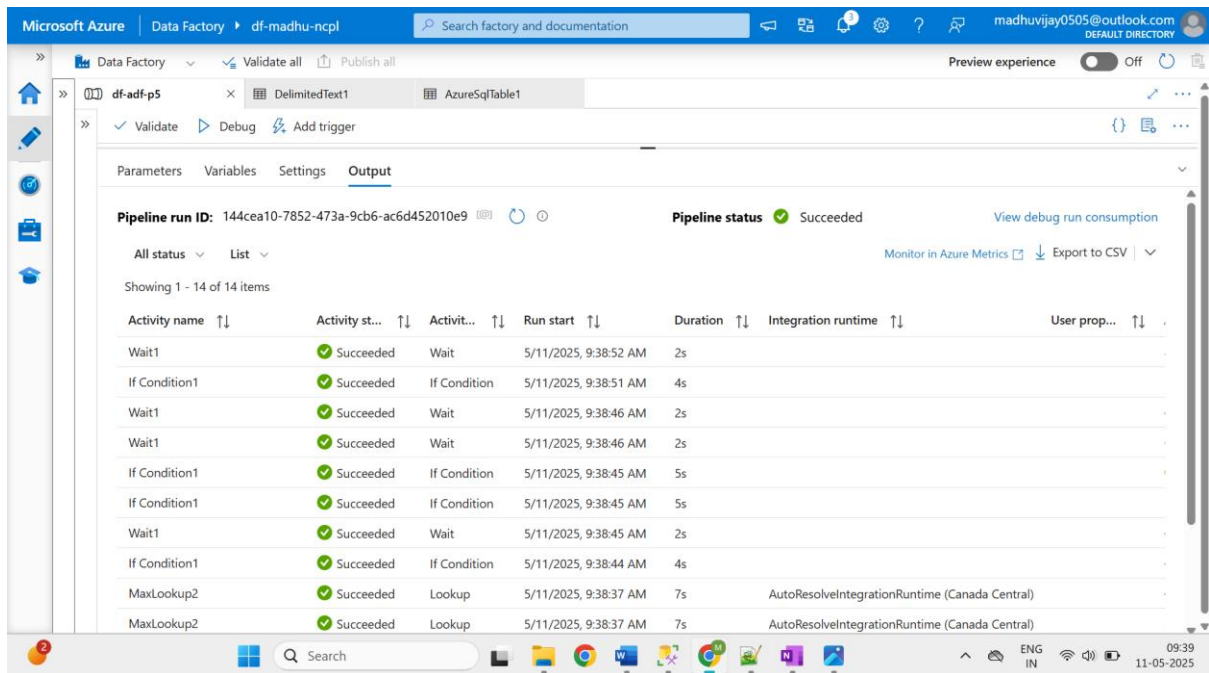 Microsoft Azure Data Factory df-madhu-ncpl Search factory and documentation 3 madhuvijay0505@outlook.com
DEFAULT DIRECTORY
Data Factory Validate all Publish all Preview experience Off
df-adf-p5 DelimitedText1 AzureSqlTable1
Validate Debug Add trigger
Parameters Variables Settings Output
Pipeline run ID: 144cea10-7852-473a-9cb6-ac6d452010e9 Pipeline status Succeeded View debug run consumption
All status List Monitor in Azure Metrics Export to CSV
Showing 1 - 14 of 14 items
Activity name Activity st... Activit... Run start Duration Integration runtime User prop...
Wait1 Succeeded Wait 5/11/2025, 9:38:52 AM 2s
If Condition1 Succeeded If Condition 5/11/2025, 9:38:51 AM 4s
Wait1 Succeeded Wait 5/11/2025, 9:38:46 AM 2s
Wait1 Succeeded Wait 5/11/2025, 9:38:46 AM 2s
If Condition1 Succeeded If Condition 5/11/2025, 9:38:45 AM 5s
If Condition1 Succeeded If Condition 5/11/2025, 9:38:45 AM 5s
Wait1 Succeeded Wait 5/11/2025, 9:38:45 AM 2s
If Condition1 Succeeded If Condition 5/11/2025, 9:38:44 AM 4s
MaxLookup2 Succeeded Lookup 5/11/2025, 9:38:37 AM 7s AutoResolveIntegrationRuntime (Canada Central)
MaxLookup2 Succeeded Lookup 5/11/2025, 9:38:37 AM 7s AutoResolveIntegrationRuntime (Canada Central)
2 Search ENG 09:39
IN 11-05-2025